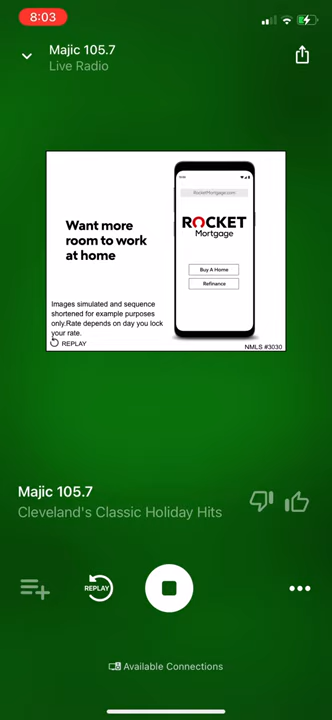 8:03
Majic 105.7
Live Radio
RocketMortgage.com
ROCKET
Mortgage
Want more
room to work
at home
Buy A Home
Refinance
Images simulated and sequence
shortened for example purposes
only.Rate depends on day you lock
your rate.
REPLAY
NMLS #3030
Majic 105.7
Cleveland's Classic Holiday Hits
REPLAY
Available Connections